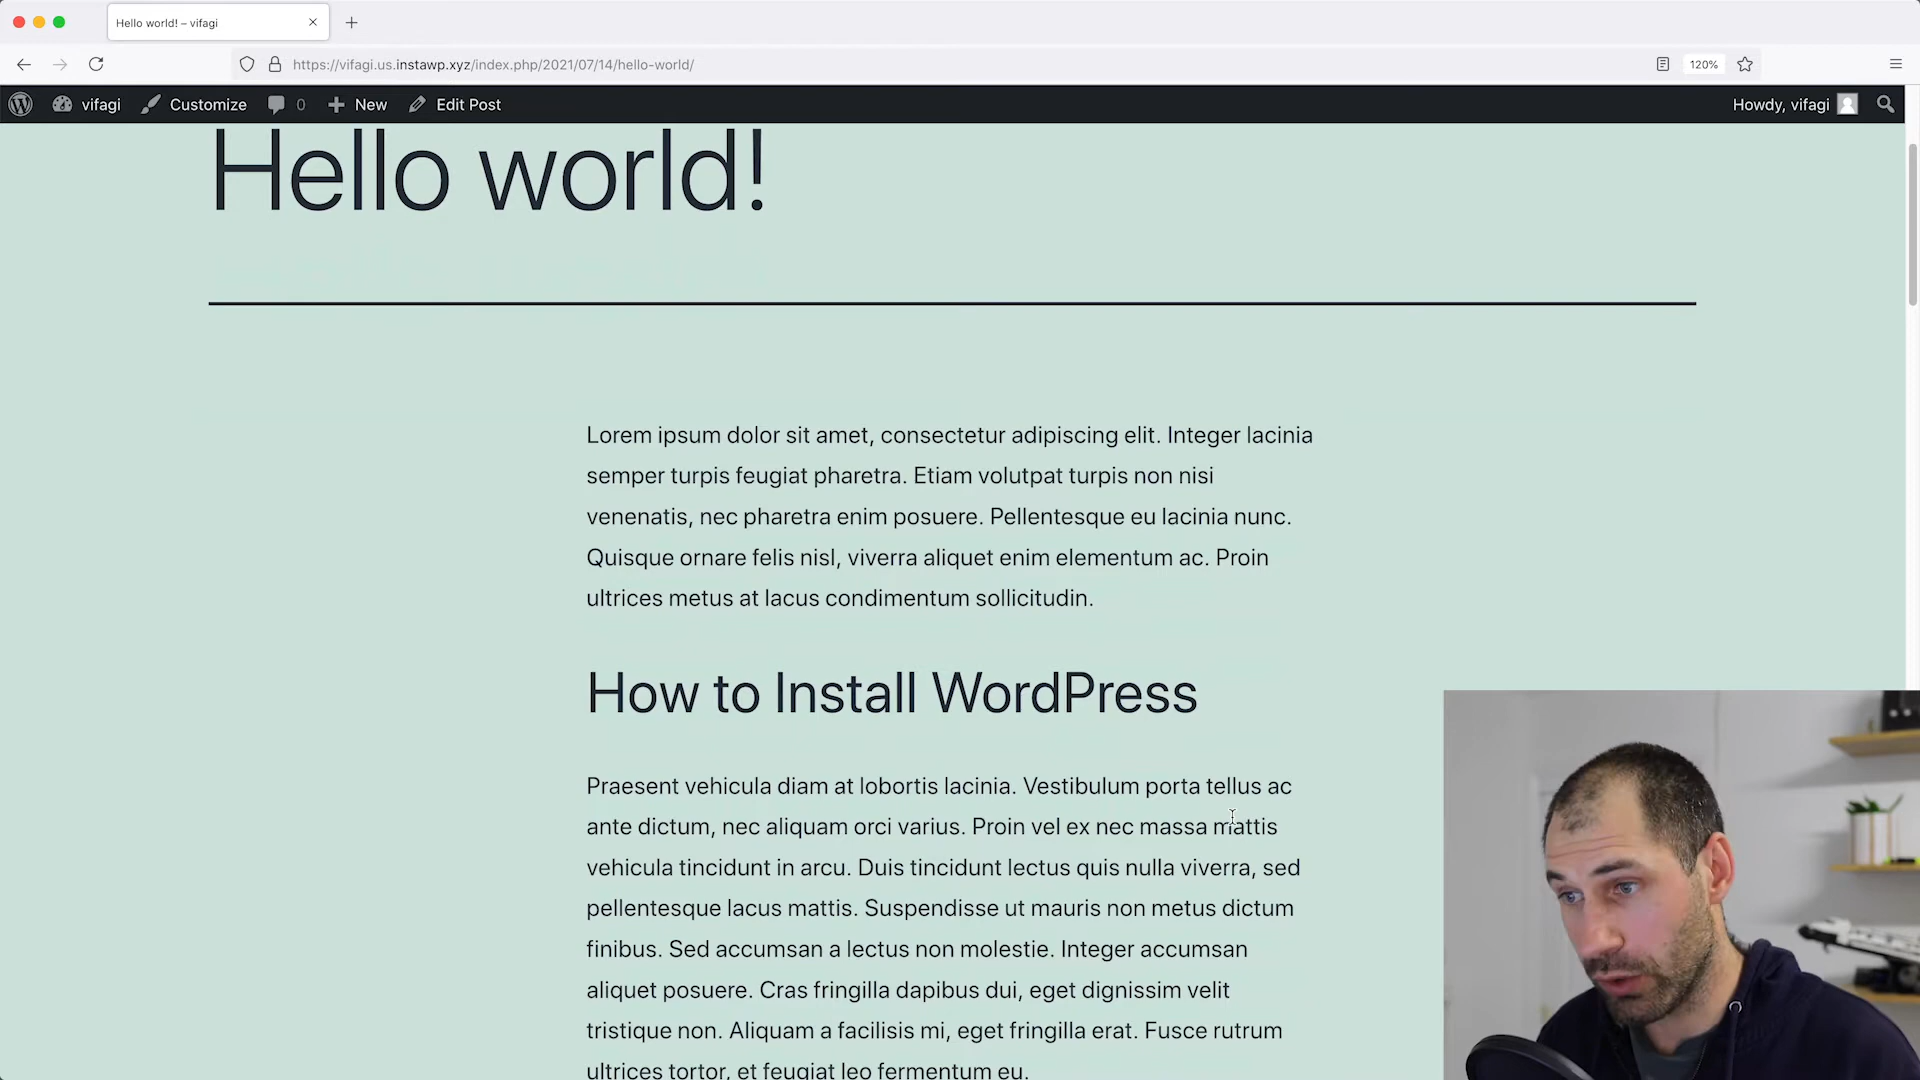 Hello world! – vifagi
https://vifagi.us.instawp.xyz/index.php/2021/07/14/hello-world/
120%
vifagi
Customize
0
New
Edit Post
Howdy, vifagi
Hello world!
Lorem ipsum dolor sit amet, consectetur adipiscing elit. Integer lacinia
semper turpis feugiat pharetra. Etiam volutpat turpis non nisi
venenatis, nec pharetra enim posuere. Pellentesque eu lacinia nunc.
Quisque ornare felis nisl, viverra aliquet enim elementum ac. Proin
ultrices metus at lacus condimentum sollicitudin.
How to Install WordPress
Praesent vehicula diam at lobortis lacinia. Vestibulum porta tellus ac
ante dictum, nec aliquam orci varius. Proin vel ex nec massa mattis
vehicula tincidunt in arcu. Duis tincidunt lectus quis nulla viverra, sed
pellentesque lacus mattis. Suspendisse ut mauris non metus dictum
finibus. Sed accumsan a lectus non molestie. Integer accumsan
aliquet posuere. Cras fringilla dapibus dui, eget dignissim velit
tristique non. Aliquam a facilisis mi, eget fringilla erat. Fusce rutrum
ultrices tortor, et feugiat leo fermentum eu.